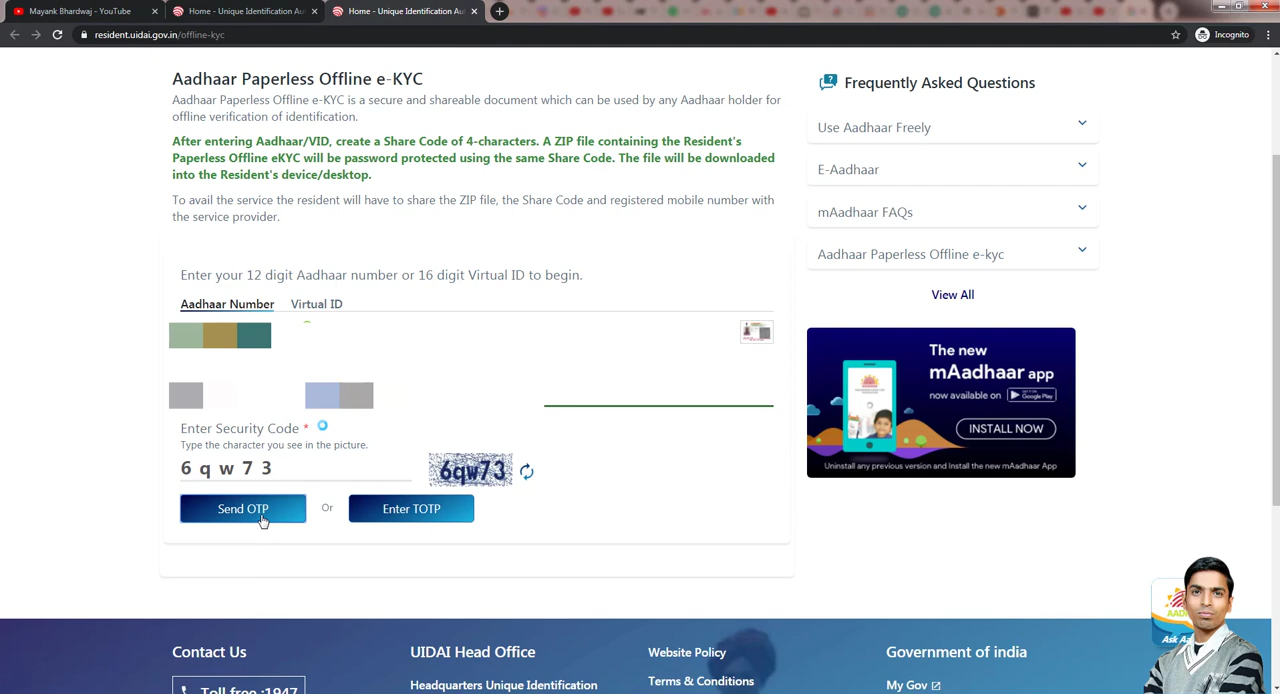 Mayank Bhardwaj - YouTube
Home - Unique Identification Au
Home - Unique Identification Au
resident.uidai.gov.in/offline-kyc
Incognito
Aadhaar Paperless Offline e-KYC
Aadhaar Paperless Offline e-KYC is a secure and shareable document which can be used by any Aadhaar holder for
offline verification of identification.
After entering Aadhaar/VID, create a Share Code of 4-characters. A ZIP file containing the Resident's
Paperless Offline eKYC will be password protected using the same Share Code. The file will be downloaded
into the Resident's device/desktop.
To avail the service the resident will have to share the ZIP file, the Share Code and registered mobile number with
the service provider.
Enter your 12 digit Aadhaar number or 16 digit Virtual ID to begin.
Aadhaar Number Virtual ID
Enter Security Code *
Type the character you see in the picture.
6qw73
6qw73
Send OTP Or Enter TOTP
Frequently Asked Questions
Use Aadhaar Freely
E-Aadhaar
mAadhaar FAQs
Aadhaar Paperless Offline e-kyc
View All
The new
mAadhaar app
now available on Google Play
INSTALL NOW
Uninstall any previous version and Install the new mAadhaar App
Contact Us
Toll free :1947
UIDAI Head Office
Headquarters Unique Identification
Website Policy
Terms & Conditions
Government of india
My Gov